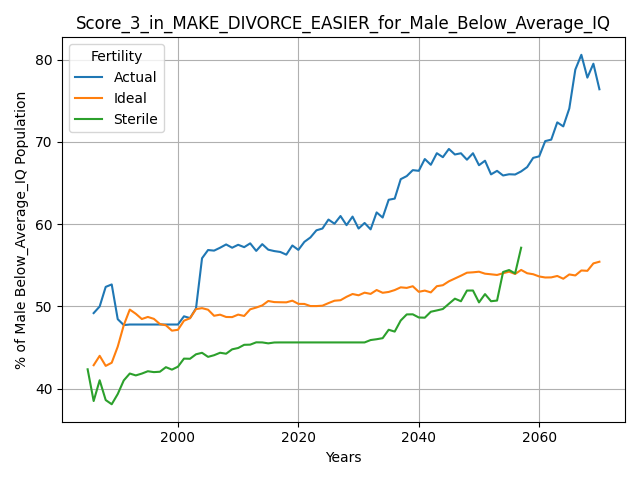 Score_3_in_MAKE_DIVORCE_EASIER_for_Male_Below_Average_IQ
Fertility
Actual
Ideal
Sterile
% of Male Below_Average_IQ Population
80
70
60
50
40
2000
2020
2040
2060
Years